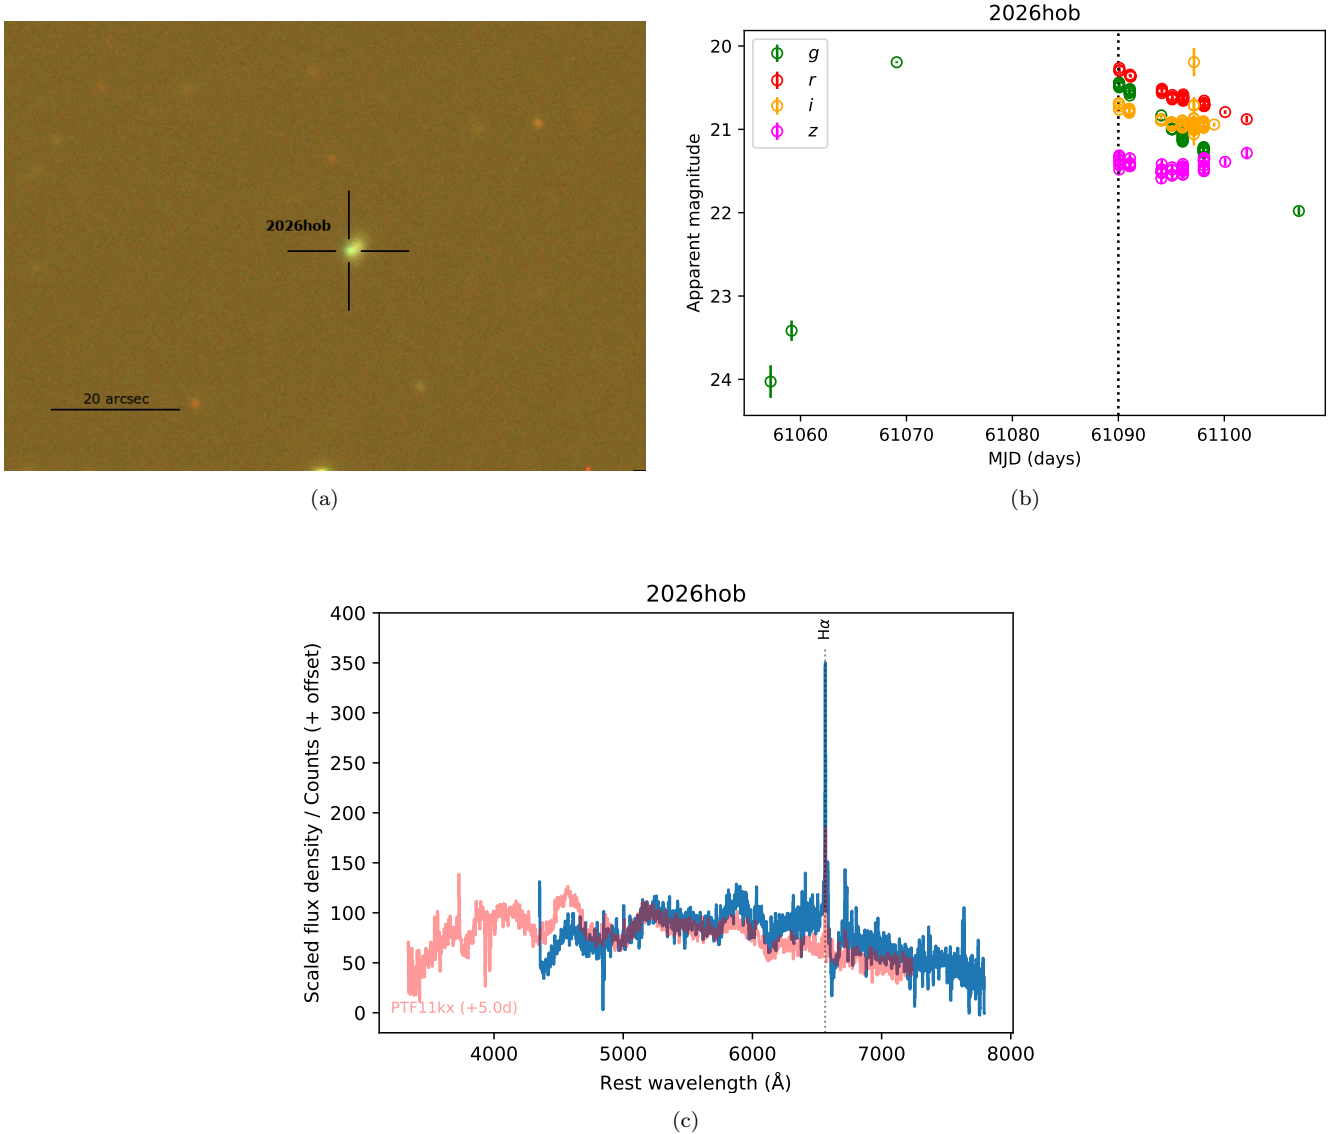 2026hob
20 arcsec
(a)
2026hob
g
r
i
z
20
21
22
23
24
Apparent magnitude
61060 61070 61080 61090 61100
MJD (days)
(b)
2026hob
Hα
400
350
300
250
200
150
100
50
0
Scaled flux density / Counts (+ offset)
PTF11kx (+5.0d)
4000 5000 6000 7000 8000
Rest wavelength (Å)
(c)